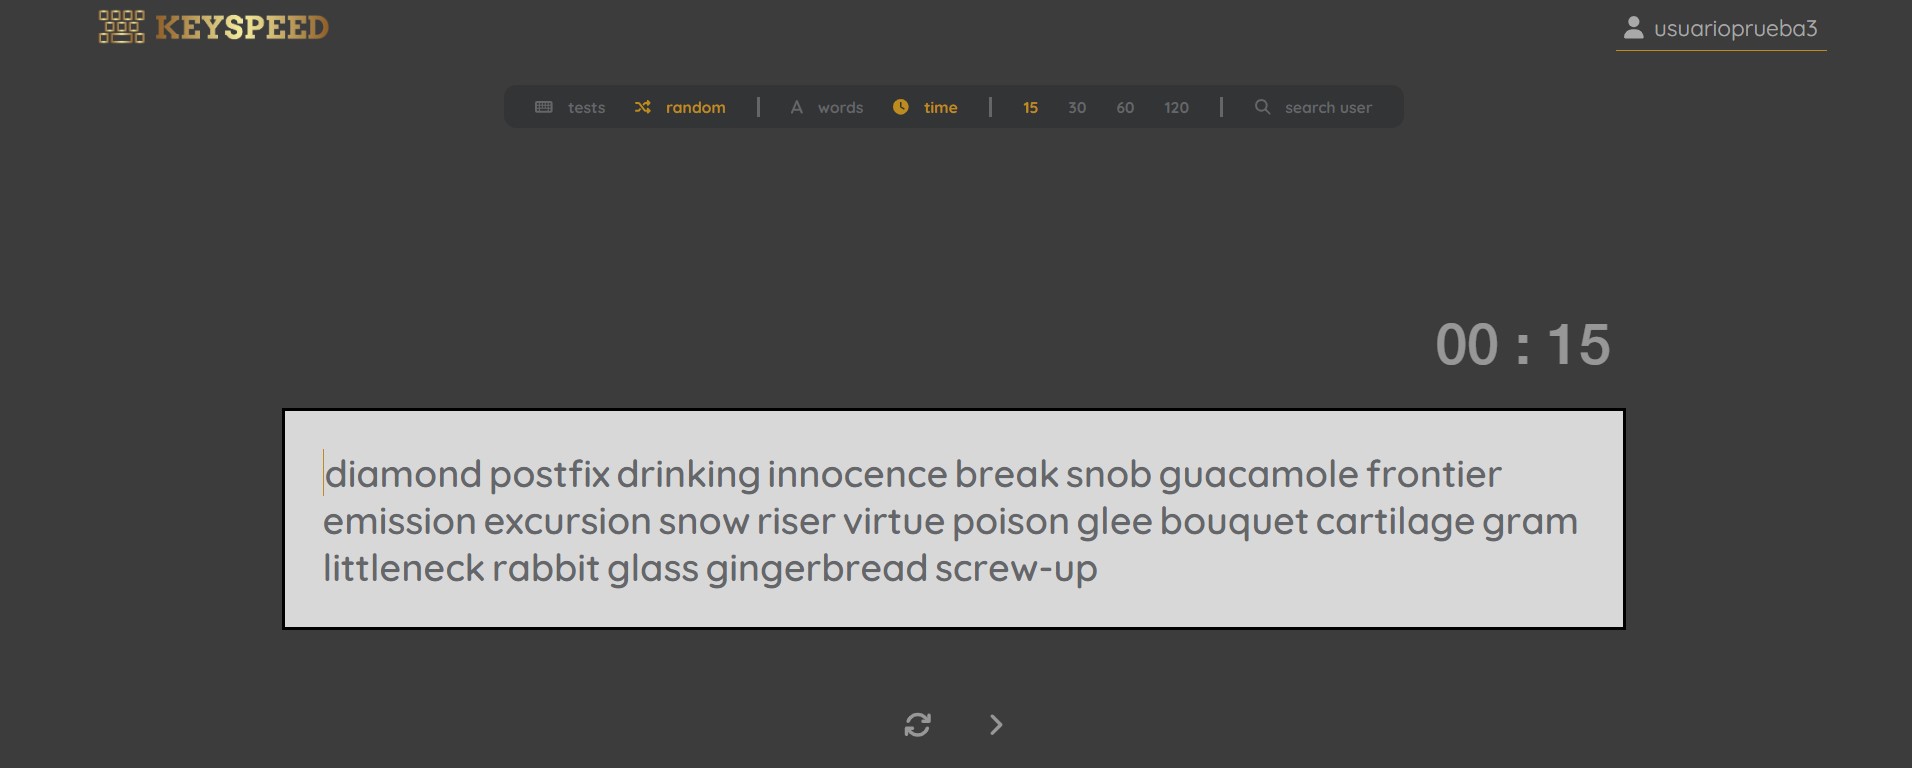 KEYSPEED
usuarioprueba3
tests random words time 15 30 60 120 search user
00 : 15
diamond postfix drinking innocence break snob guacamole frontier
emission excursion snow riser virtue poison glee bouquet cartilage gram
littleneck rabbit glass gingerbread screw-up